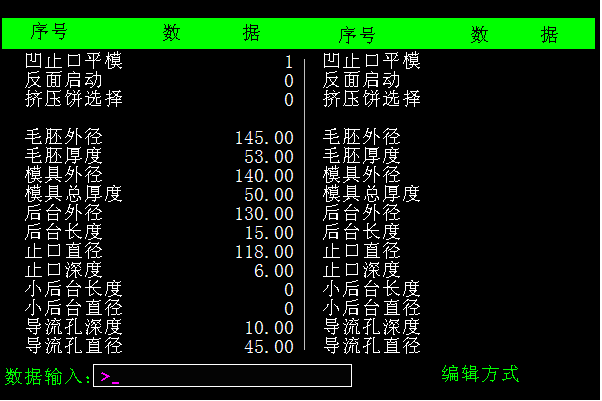 序号 数 据 序号 数 据
凹止口平模 1 凹止口平模
反面启动 0 反面启动
挤压饼选择 0 挤压饼选择
毛胚外径 145.00 毛胚外径
毛胚厚度 53.00 毛胚厚度
模具外径 140.00 模具外径
模具总厚度 50.00 模具总厚度
后台外径 130.00 后台外径
后台长度 15.00 后台长度
止口直径 118.00 止口直径
止口深度 6.00 止口深度
小后台长度 0 小后台长度
小后台直径 0 小后台直径
导流孔深度 10.00 导流孔深度
导流孔直径 45.00 导流孔直径
数据输入: >_ 编辑方式